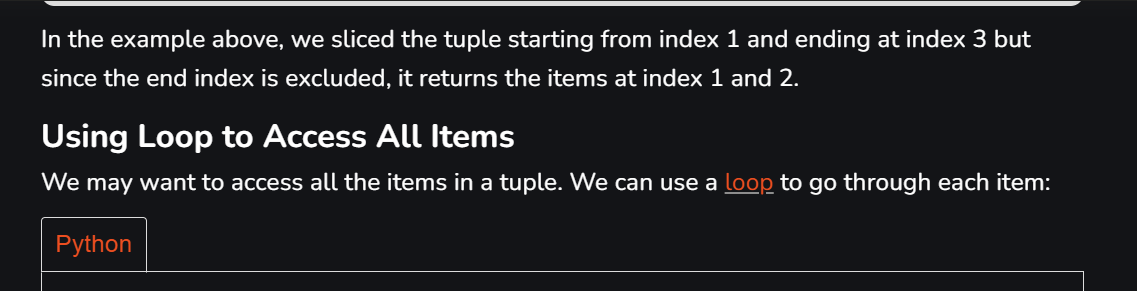 In the example above, we sliced the tuple starting from index 1 and ending at index 3 but
since the end index is excluded, it returns the items at index 1 and 2.
Using Loop to Access All Items
We may want to access all the items in a tuple. We can use a loop to go through each item:
Python